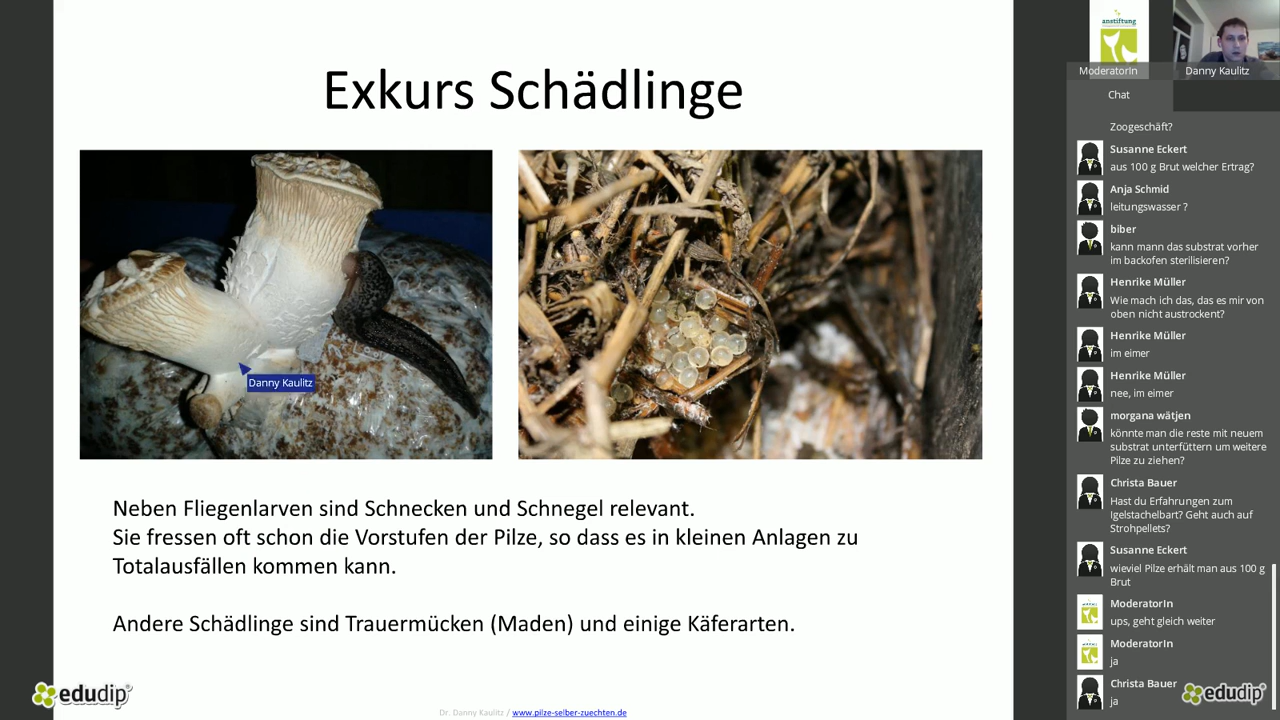 Exkurs Schädlinge
Danny Kaulitz
Neben Fliegenlarven sind Schnecken und Schnegel relevant.
Sie fressen oft schon die Vorstufen der Pilze, so dass es in kleinen Anlagen zu
Totalausfällen kommen kann.
Andere Schädlinge sind Trauermücken (Maden) und einige Käferarten.
edudip
Dr. Danny Kaulitz / www.pilze-selber-zuechten.de
anstiftung
ModeratorIn
Danny Kaulitz
Chat
Zoogeschäft?
Susanne Eckert
aus 100 g Brut welcher Ertrag?
Anja Schmid
leitungswasser ?
biber
kann mann das substrat vorher
im backofen sterilisieren?
Henrike Müller
Wie mach ich das, das es mir von
oben nicht austrockent?
Henrike Müller
im eimer
Henrike Müller
nee, im eimer
morgana wätjen
könnte man die reste mit neuem
substrat unterfüttern um weitere
Pilze zu ziehen?
Christa Bauer
Hast du Erfahrungen zum
Igelstachelbart? Geht auch auf
Strohpellets?
Susanne Eckert
wieviel Pilze erhält man aus 100 g
Brut
ModeratorIn
ups, geht gleich weiter
ModeratorIn
ja
Christa Bauer
ja
edudip